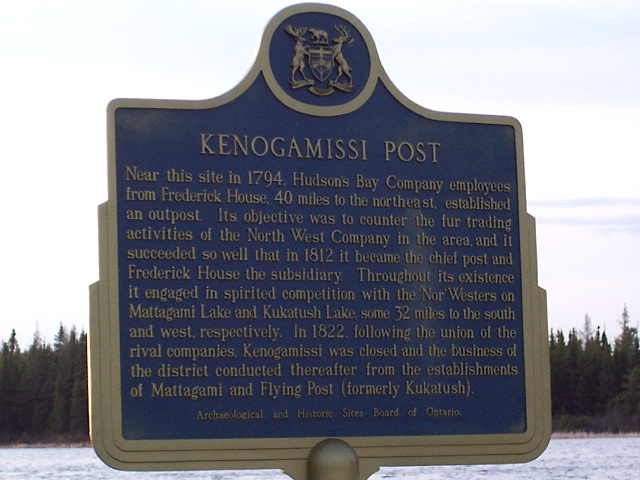 KENOGAMISSI POST
Near this site in 1794, Hudson's Bay Company employees
from Frederick House, 40 miles to the northeast, established
an outpost. Its objective was to counter the fur trading
activities of the North West Company in the area, and it
succeeded so well that in 1812 it became the chief post and
Frederick House the subsidiary. Throughout its existence
it engaged in spirited competition with the Nor'Westers on
Mattagami Lake and Kukatush Lake, some 32 miles to the south
and west, respectively. In 1822, following the union of the
rival companies, Kenogamissi was closed and the business of
the district conducted thereafter from the establishments
of Mattagami and Flying Post (formerly Kukatush).
Archaeological and Historic Sites Board of Ontario.